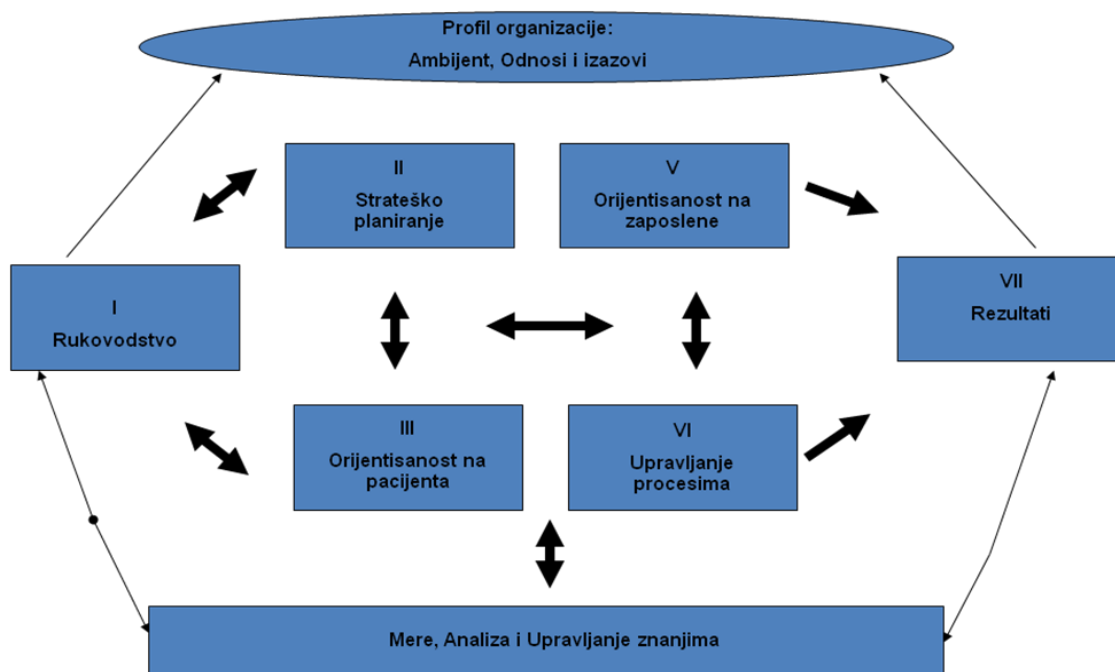 Profil organizacije:
Ambijent, Odnosi i izazovi
II
Strateško
planiranje
V
Orijentisanost na
zaposlene
I
Rukovodstvo
VII
Rezultati
III
Orijentisanost na
pacijenta
VI
Upravljanje
procesima
Mere, Analiza i Upravljanje znanjima